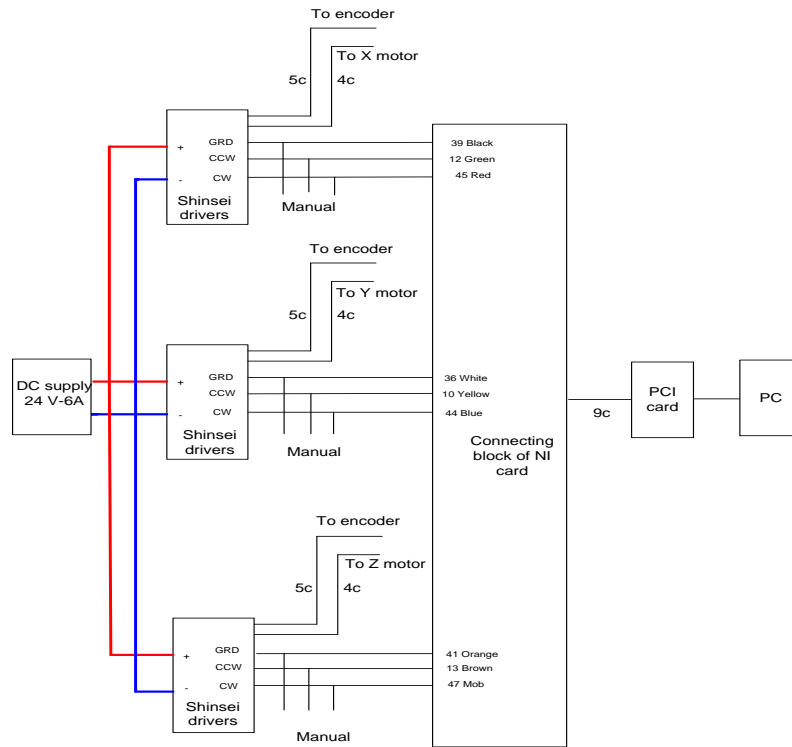 To encoder
To X motor
5c
4c
GRD
39 Black
+
CCW
12 Green
-
CW
45 Red
Shinsei
drivers
Manual
To encoder
To Y motor
5c
4c
DC supply
24 V-6A
+
GRD
36 White
CCW
10 Yellow
-
CW
44 Blue
Shinsei
drivers
Manual
Connecting
block of NI
card
9c
PCI
card
PC
To encoder
To Z motor
5c
4c
GRD
41 Orange
+
CCW
13 Brown
-
CW
47 Mob
Shinsei
drivers
Manual